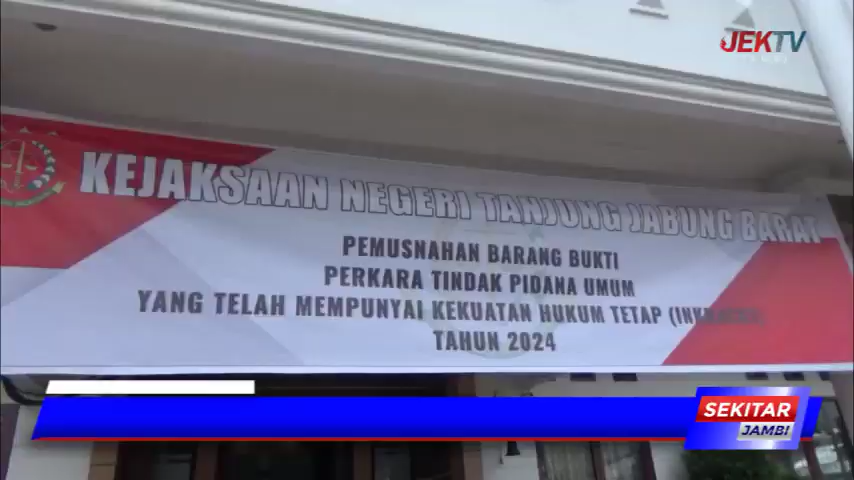 JEKTV
KEJAKSAAN NEGERI TANJUNG JABUNG BARAT
PEMUSNAHAN BARANG BUKTI
PERKARA TINDAK PIDANA UMUM
YANG TELAH MEMPUNYAI KEKUATAN HUKUM TETAP
TAHUN 2024
SEKITAR
JAMBI